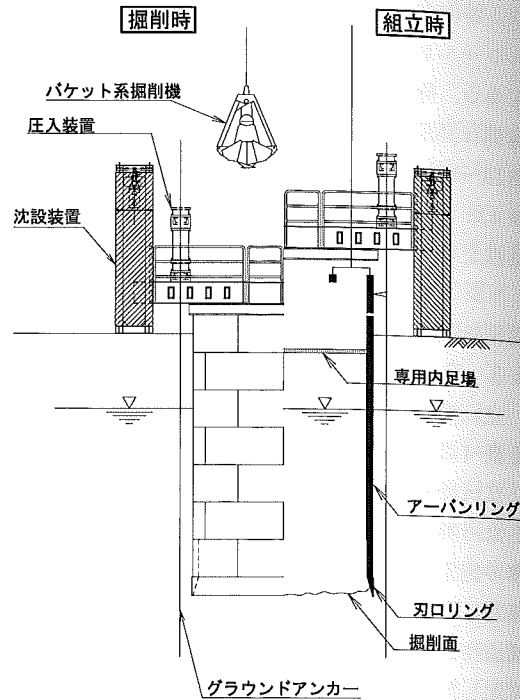 掘削時
組立時
バケット系掘削機
圧入装置
沈設装置
専用内足場
アーバンリング
刃口リング
掘削面
グラウンドアンカー